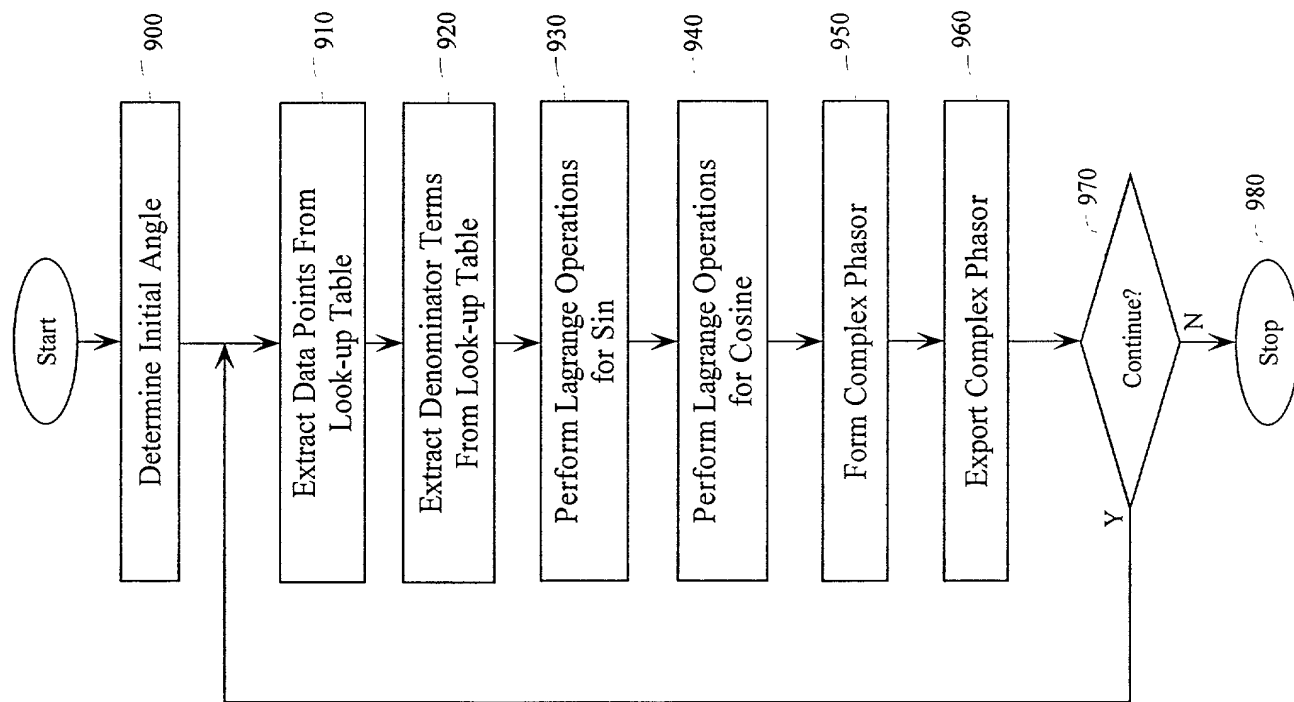 Start
Determine Initial Angle
900
Extract Data Points From
Look-up Table
910
Extract Denominator Terms
From Look-up Table
920
Perform Lagrange Operations
for Sin
930
Perform Lagrange Operations
for Cosine
940
Form Complex Phasor
950
Export Complex Phasor
960
Continue?
970
Y
N
Stop
980